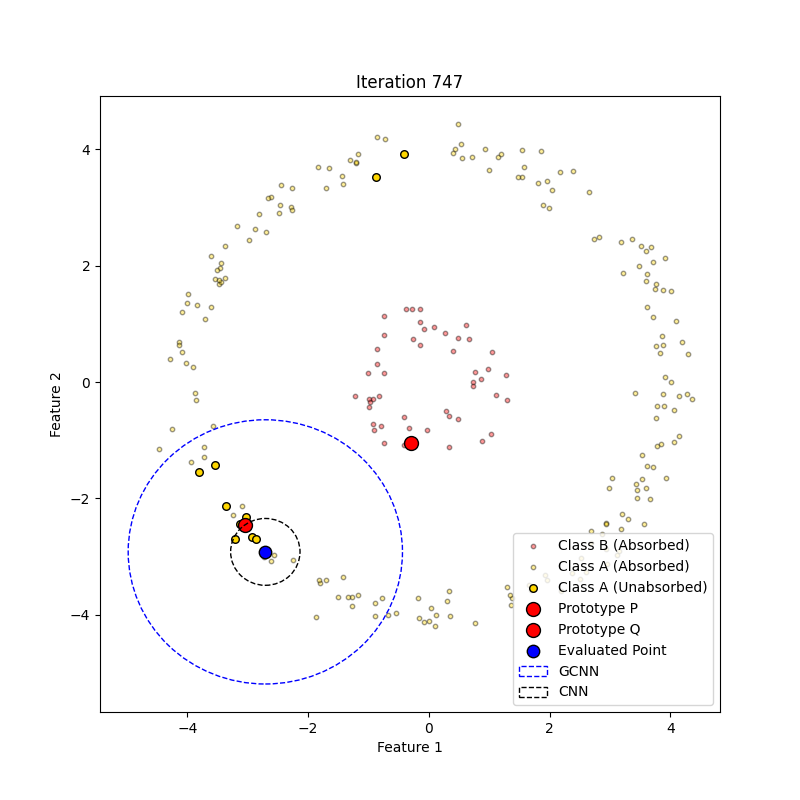 Iteration 747
Feature 2
4
2
0
−2
−4
Class B (Absorbed)
Class A (Absorbed)
Class A (Unabsorbed)
Prototype P
Prototype Q
Evaluated Point
GCNN
CNN
−4 −2 0 2 4
Feature 1